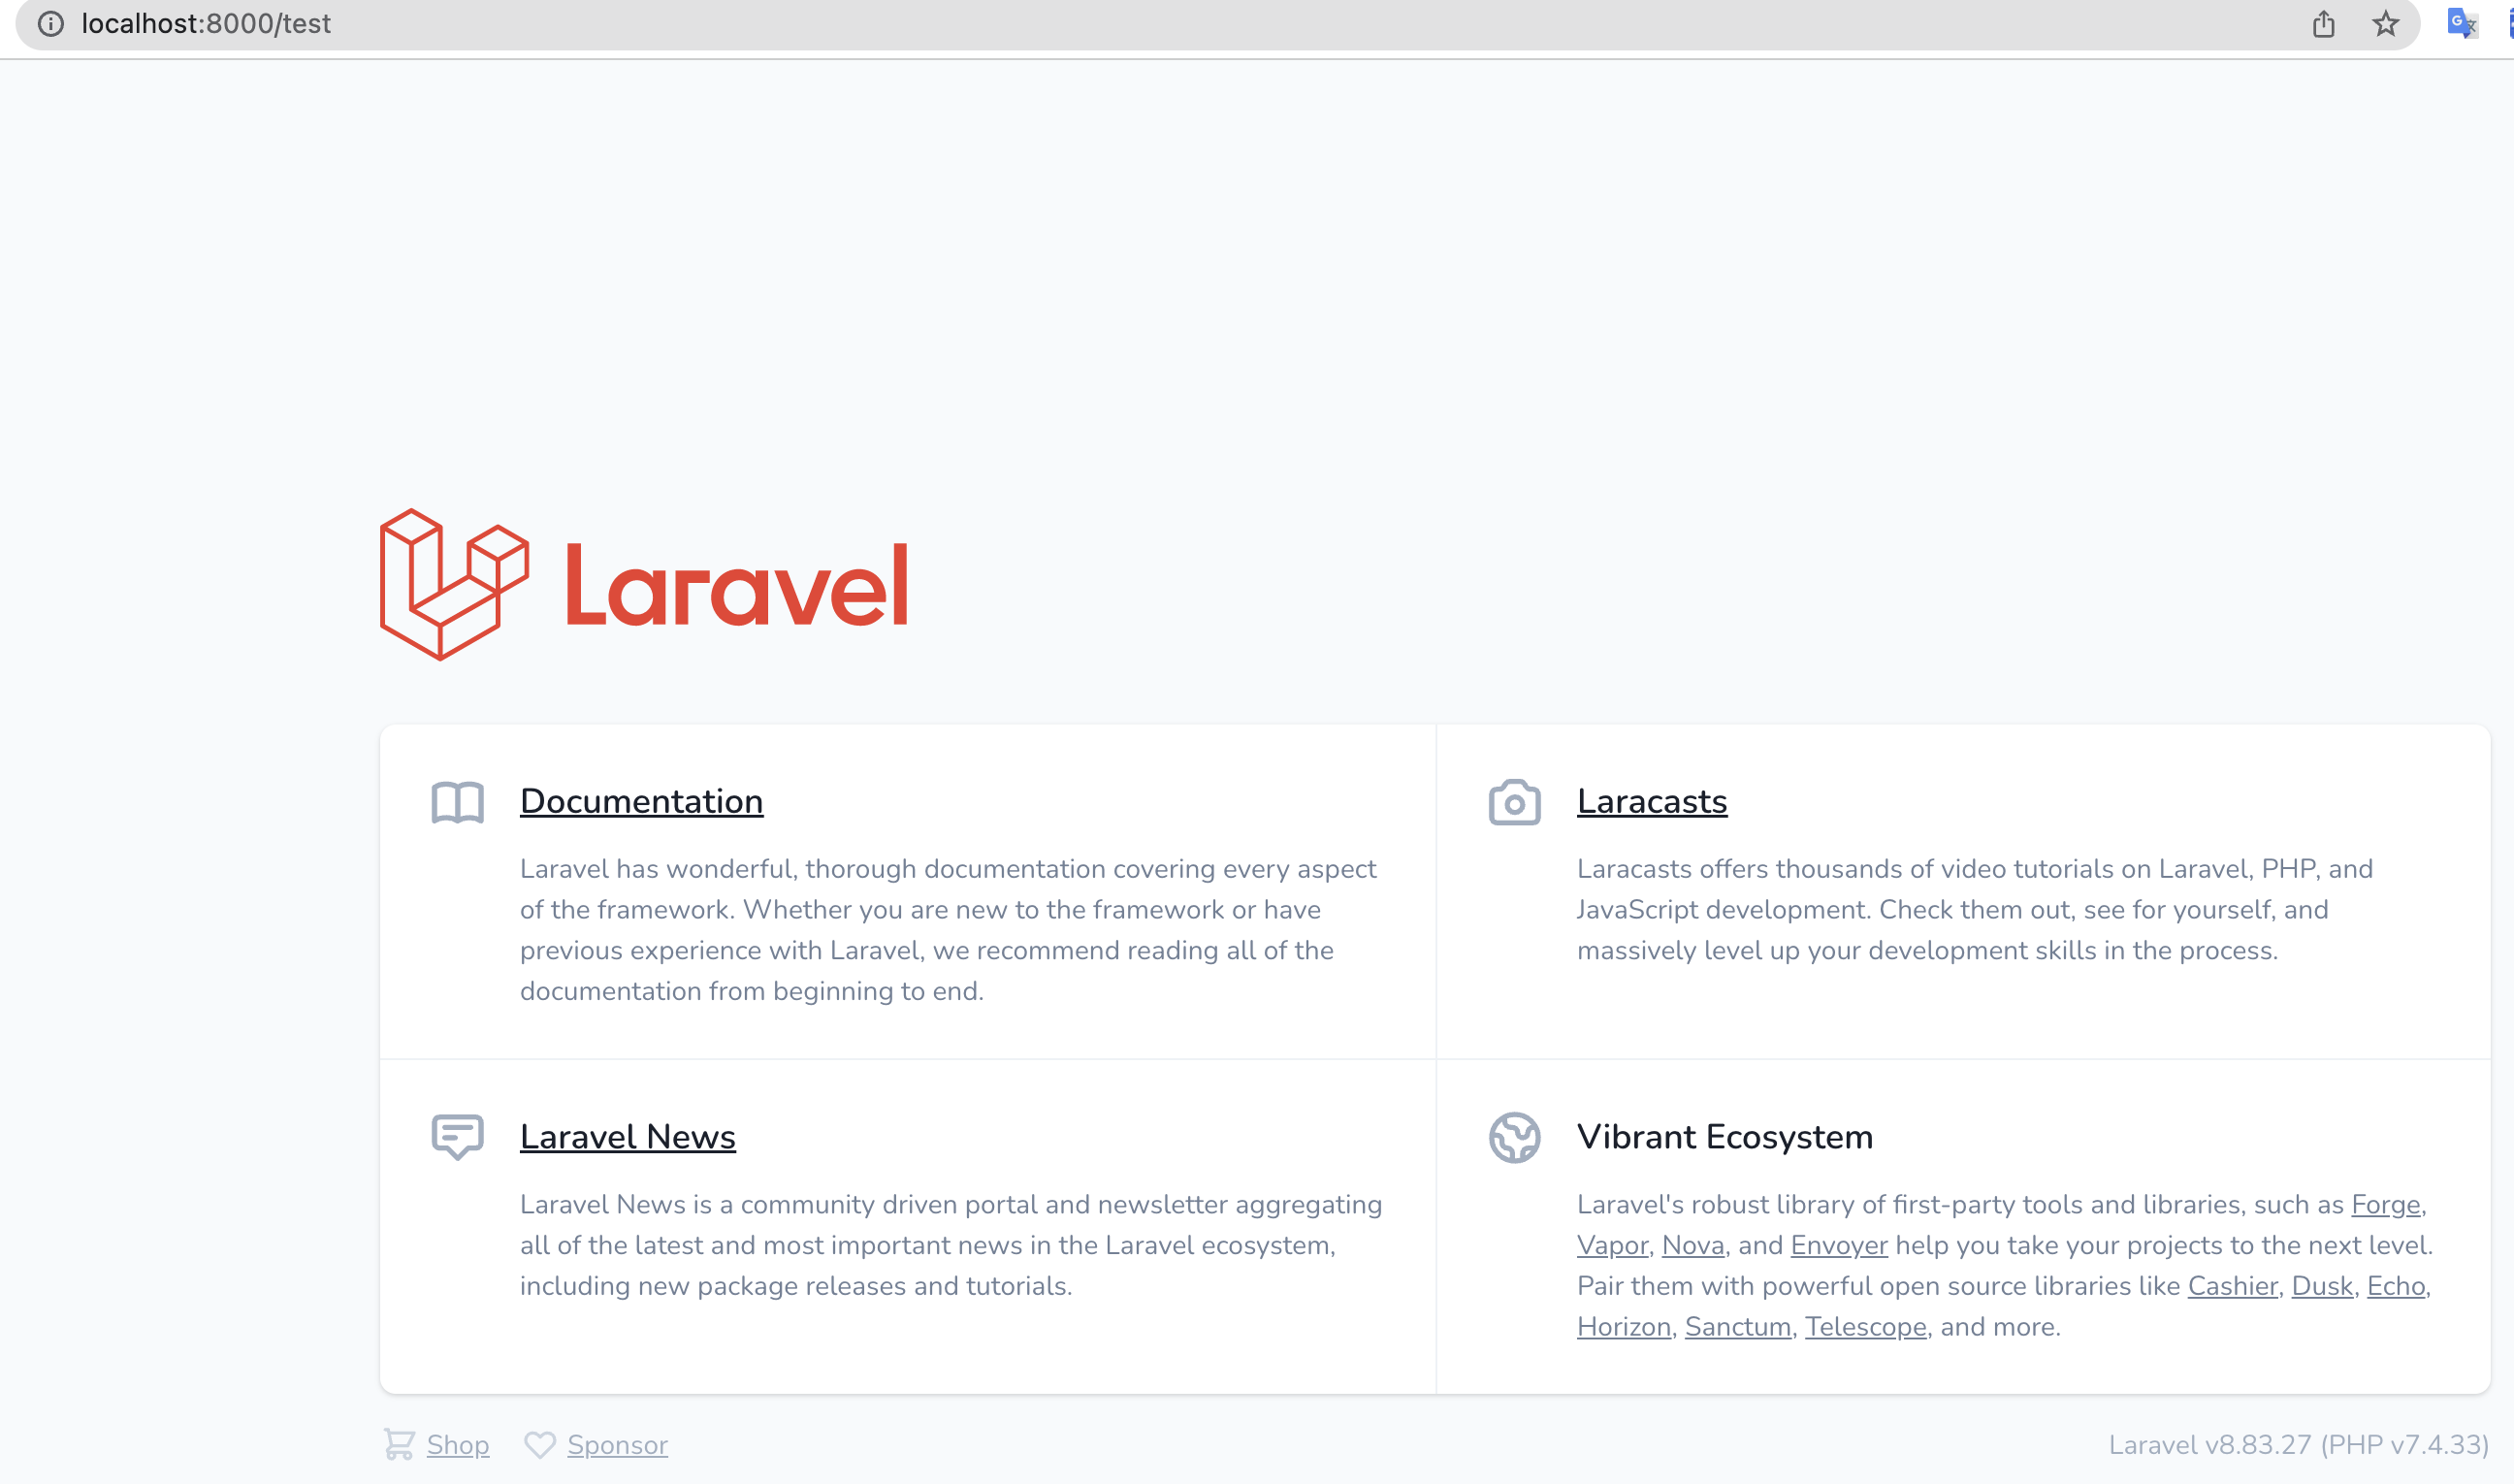 localhost:8000/test
Laravel
Documentation
Laravel has wonderful, thorough documentation covering every aspect
of the framework. Whether you are new to the framework or have
previous experience with Laravel, we recommend reading all of the
documentation from beginning to end.
Laracasts
Laracasts offers thousands of video tutorials on Laravel, PHP, and
JavaScript development. Check them out, see for yourself, and
massively level up your development skills in the process.
Laravel News
Laravel News is a community driven portal and newsletter aggregating
all of the latest and most important news in the Laravel ecosystem,
including new package releases and tutorials.
Vibrant Ecosystem
Laravel's robust library of first-party tools and libraries, such as Forge,
Vapor, Nova, and Envoyer help you take your projects to the next level.
Pair them with powerful open source libraries like Cashier, Dusk, Echo,
Horizon, Sanctum, Telescope, and more.
Shop Sponsor
Laravel v8.83.27 (PHP v7.4.33)